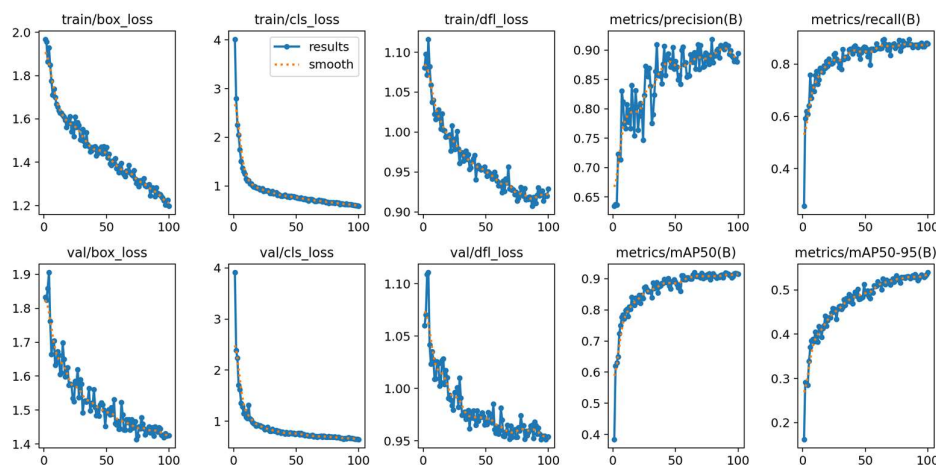 train/box_loss
train/cls_loss
train/dfl_loss
metrics/precision(B)
metrics/recall(B)
results
smooth
2.0
1.8
1.6
1.4
1.2
4
3
2
1
1.10
1.05
1.00
0.95
0.90
0.90
0.85
0.80
0.75
0.70
0.65
0.8
0.6
0.4
0 50 100
0 50 100
0 50 100
0 50 100
0 50 100
val/box_loss
val/cls_loss
val/dfl_loss
metrics/mAP50(B)
metrics/mAP50-95(B)
1.9
1.8
1.7
1.6
1.5
1.4
4
3
2
1
1.10
1.05
1.00
0.95
0.9
0.8
0.7
0.6
0.5
0.4
0.5
0.4
0.3
0.2
0 50 100
0 50 100
0 50 100
0 50 100
0 50 100